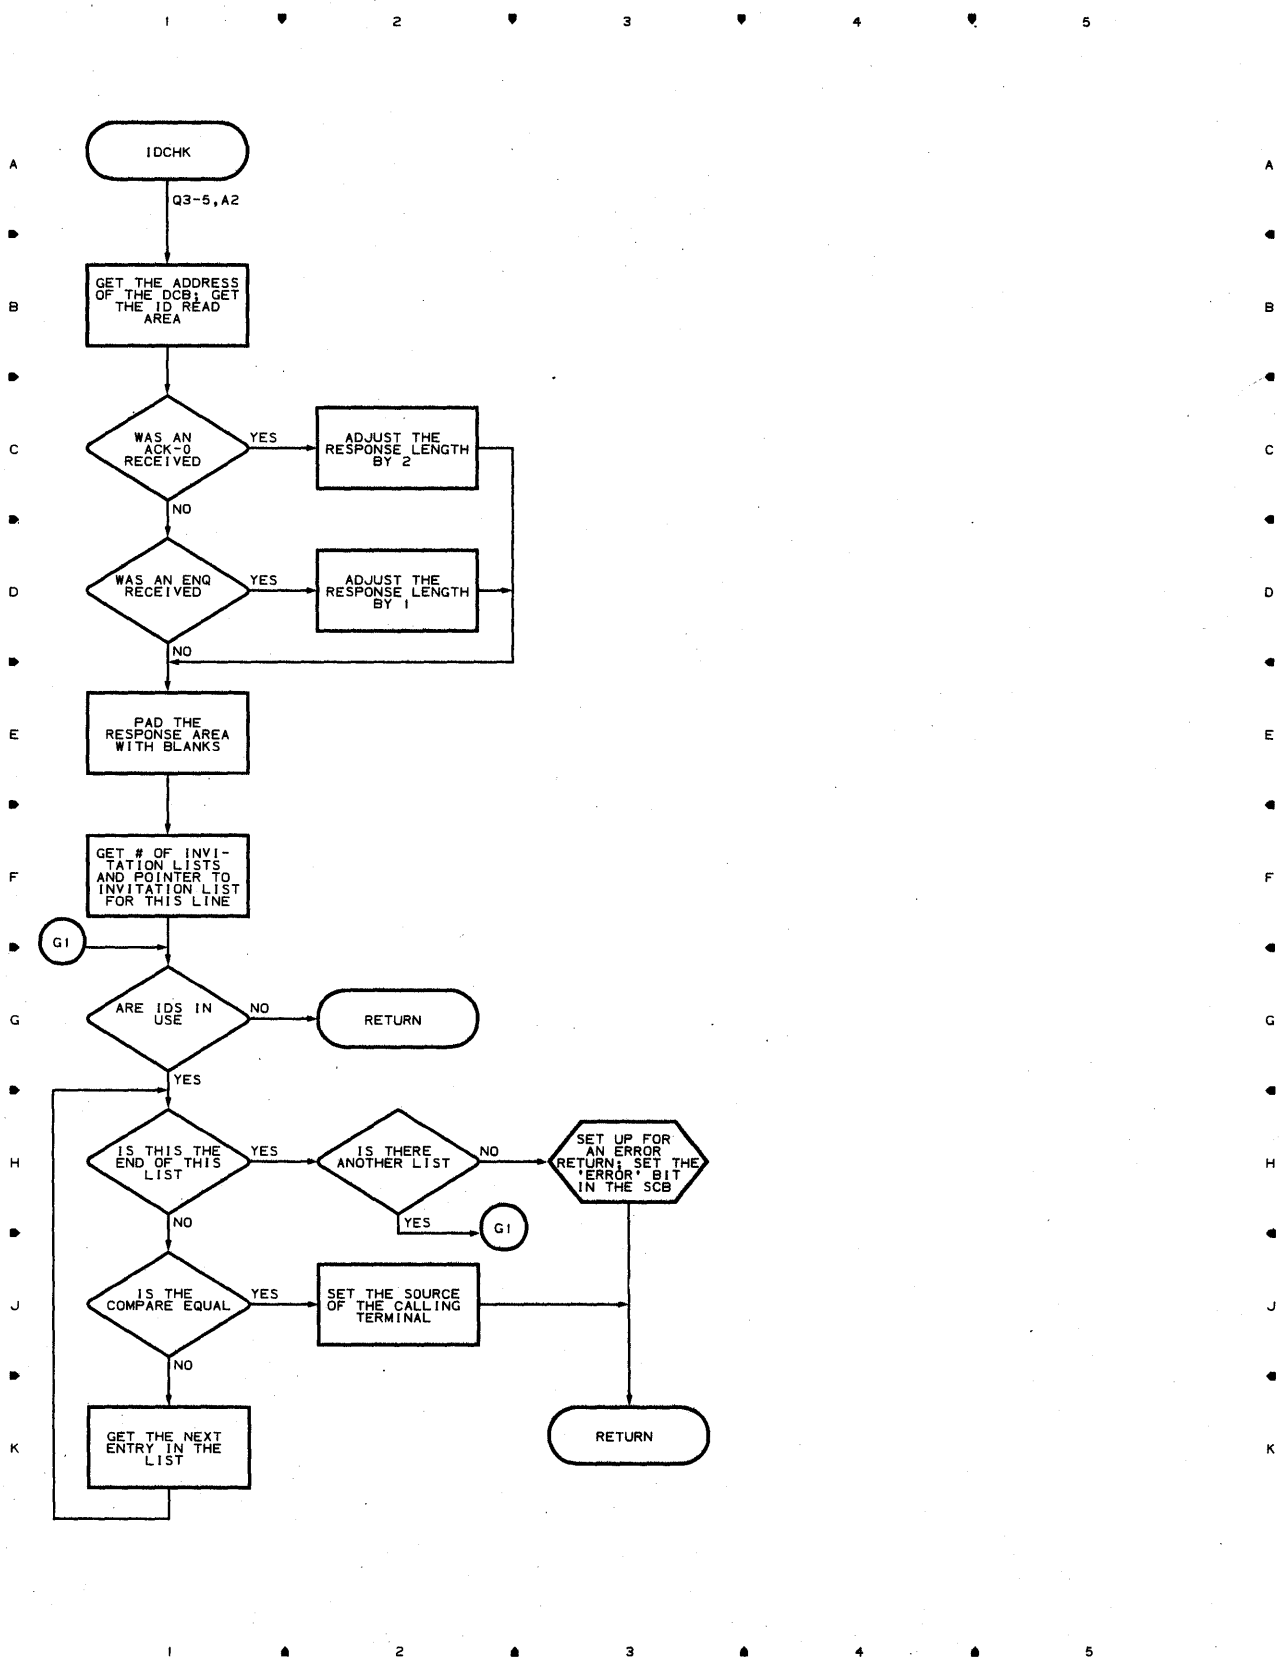 1 2 3 4 5
IDCHK
A A
Q3-5,A2
GET THE ADDRESS
OF THE DCB; GET
THE ID READ
AREA
B B
WAS AN
ACK-0
RECEIVED
YES
ADJUST THE
RESPONSE LENGTH
BY 2
C C
NO
WAS AN ENQ
RECEIVED
YES
ADJUST THE
RESPONSE LENGTH
BY 1
D D
NO
PAD THE
RESPONSE AREA
WITH BLANKS
E E
GET # OF INVI-
TATION LISTS
AND POINTER TO
INVITATION LIST
FOR THIS LINE
F F
G1
ARE IDS IN
USE
NO
RETURN
G G
YES
IS THIS THE
END OF THIS
LIST
YES
IS THERE
ANOTHER LIST
NO
SET UP FOR
AN ERROR
RETURN; SET THE
'ERROR' BIT
IN THE SCB
H H
NO
YES
G1
IS THE
COMPARE EQUAL
YES
SET THE SOURCE
OF THE CALLING
TERMINAL
J J
NO
GET THE NEXT
ENTRY IN THE
LIST
RETURN
K K
1 2 3 4 5